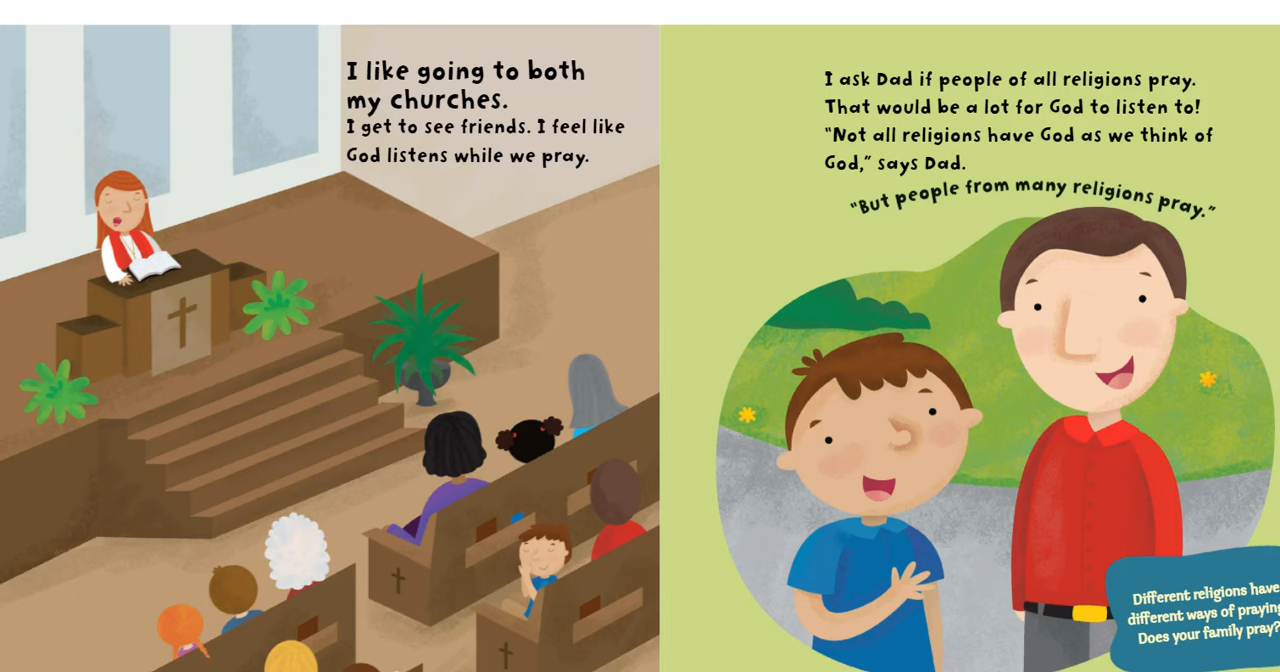 I like going to both
my churches.
I get to see friends. I feel like
God listens while we pray.
I ask Dad if people of all religions pray.
That would be a lot for God to listen to!
“Not all religions have God as we think of
God,” says Dad.
“But people from many religions pray.”
Different religions have
different ways of praying
Does your family pray?